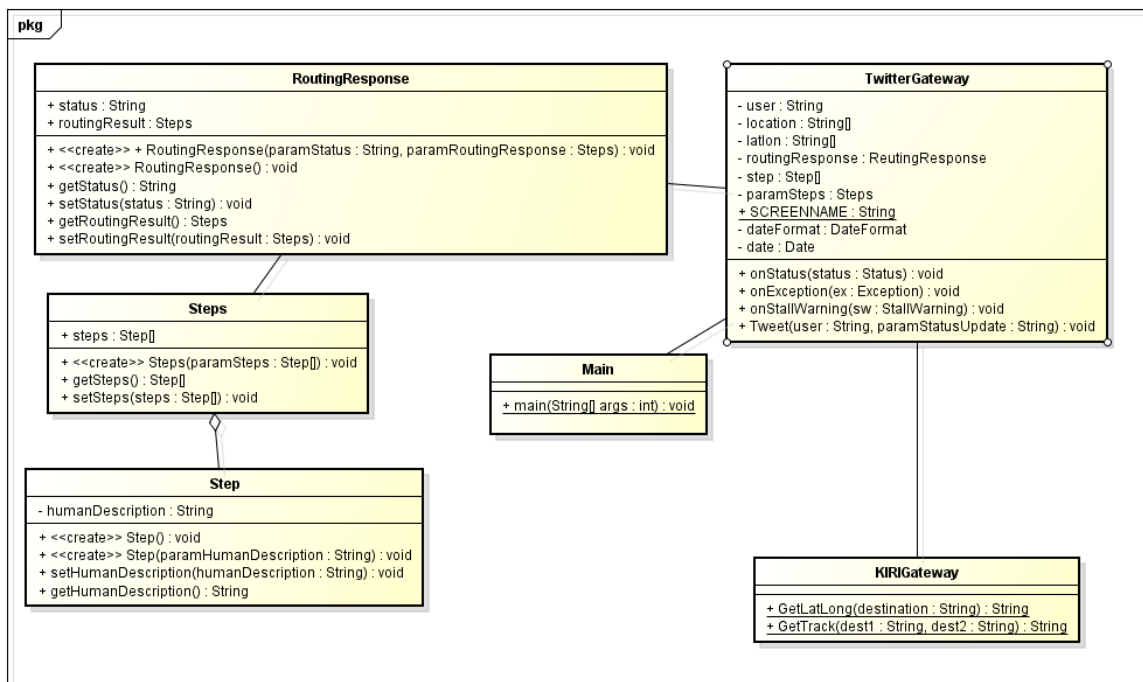 pkg
RoutingResponse
+ status : String
+ routingResult : Steps
+ <<create>> + RoutingResponse(paramStatus : String, paramRoutingResponse : Steps) : void
+ <<create>> RoutingResponse() : void
+ getStatus() : String
+ setStatus(status : String) : void
+ getRoutingResult() : Steps
+ setRoutingResult(routingResult : Steps) : void
TwitterGateway
- user : String
- location : String[]
- latlon : String[]
- routingResponse : ReutingResponse
- step : Step[]
- paramSteps : Steps
+ SCREENNAME : String
- dateFormat : DateFormat
- date : Date
+ onStatus(status : Status) : void
+ onException(ex : Exception) : void
+ onStallWarning(sw : StallWarning) : void
+ Tweet(user : String, paramStatusUpdate : String) : void
Steps
+ steps : Step[]
+ <<create>> Steps(paramSteps : Step[]) : void
+ getSteps() : Step[]
+ setSteps(steps : Step[]) : void
Main
+ main(String[] args : int) : void
Step
- humanDescription : String
+ <<create>> Step() : void
+ <<create>> Step(paramHumanDescription : String) : void
+ setHumanDescription(humanDescription : String) : void
+ getHumanDescription() : String
KIRIGateway
+ GetLatLong(destination : String) : String
+ GetTrack(dest1 : String, dest2 : String) : String